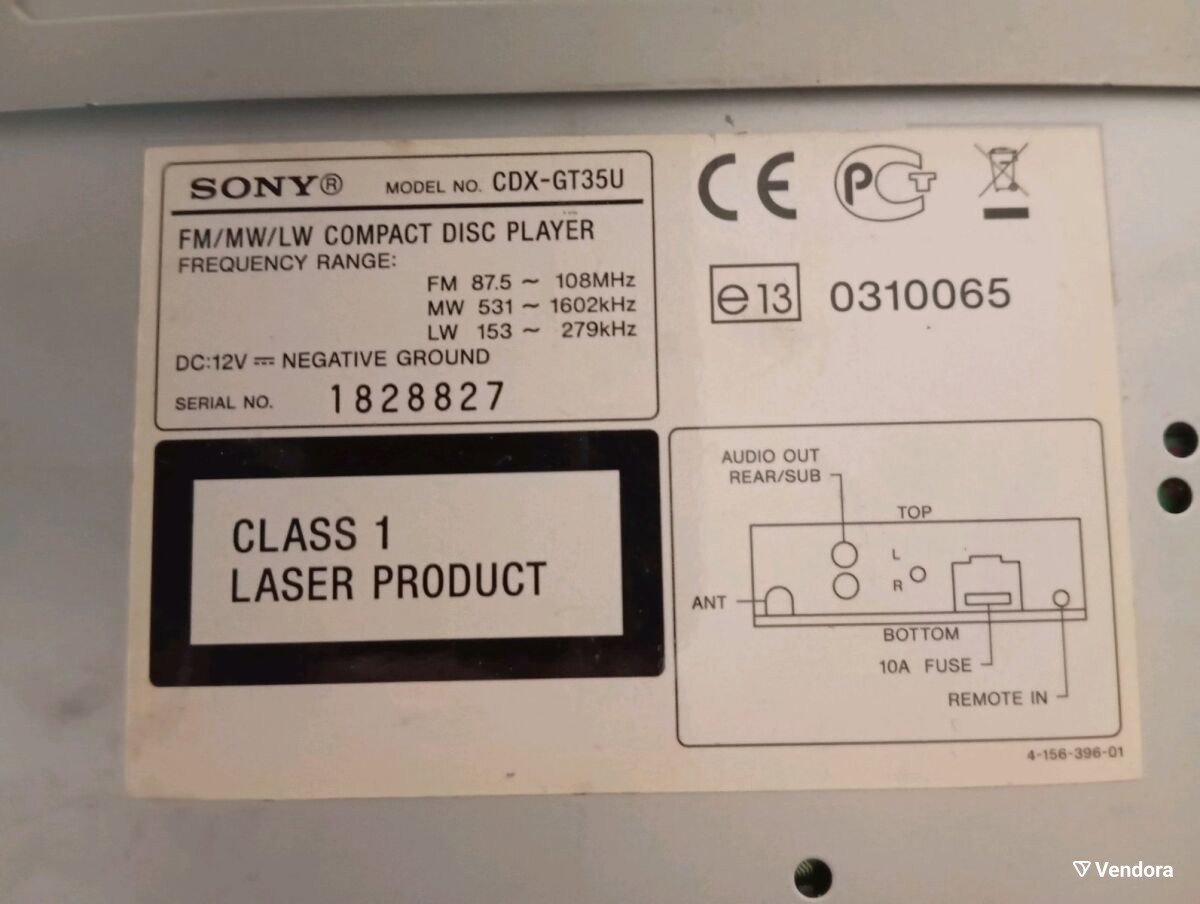 SONY® MODEL NO. CDX-GT35U
FM/MW/LW COMPACT DISC PLAYER
FREQUENCY RANGE:
FM 87.5 ~ 108MHz
MW 531 ~ 1602kHz
LW 153 ~ 279kHz
DC:12V ⎓ NEGATIVE GROUND
SERIAL NO. 1828827
CE PCT
e13 0310065
CLASS 1
LASER PRODUCT
AUDIO OUT
REAR/SUB
TOP
L
R
ANT
BOTTOM
10A FUSE
REMOTE IN
4-156-396-01
Vendora